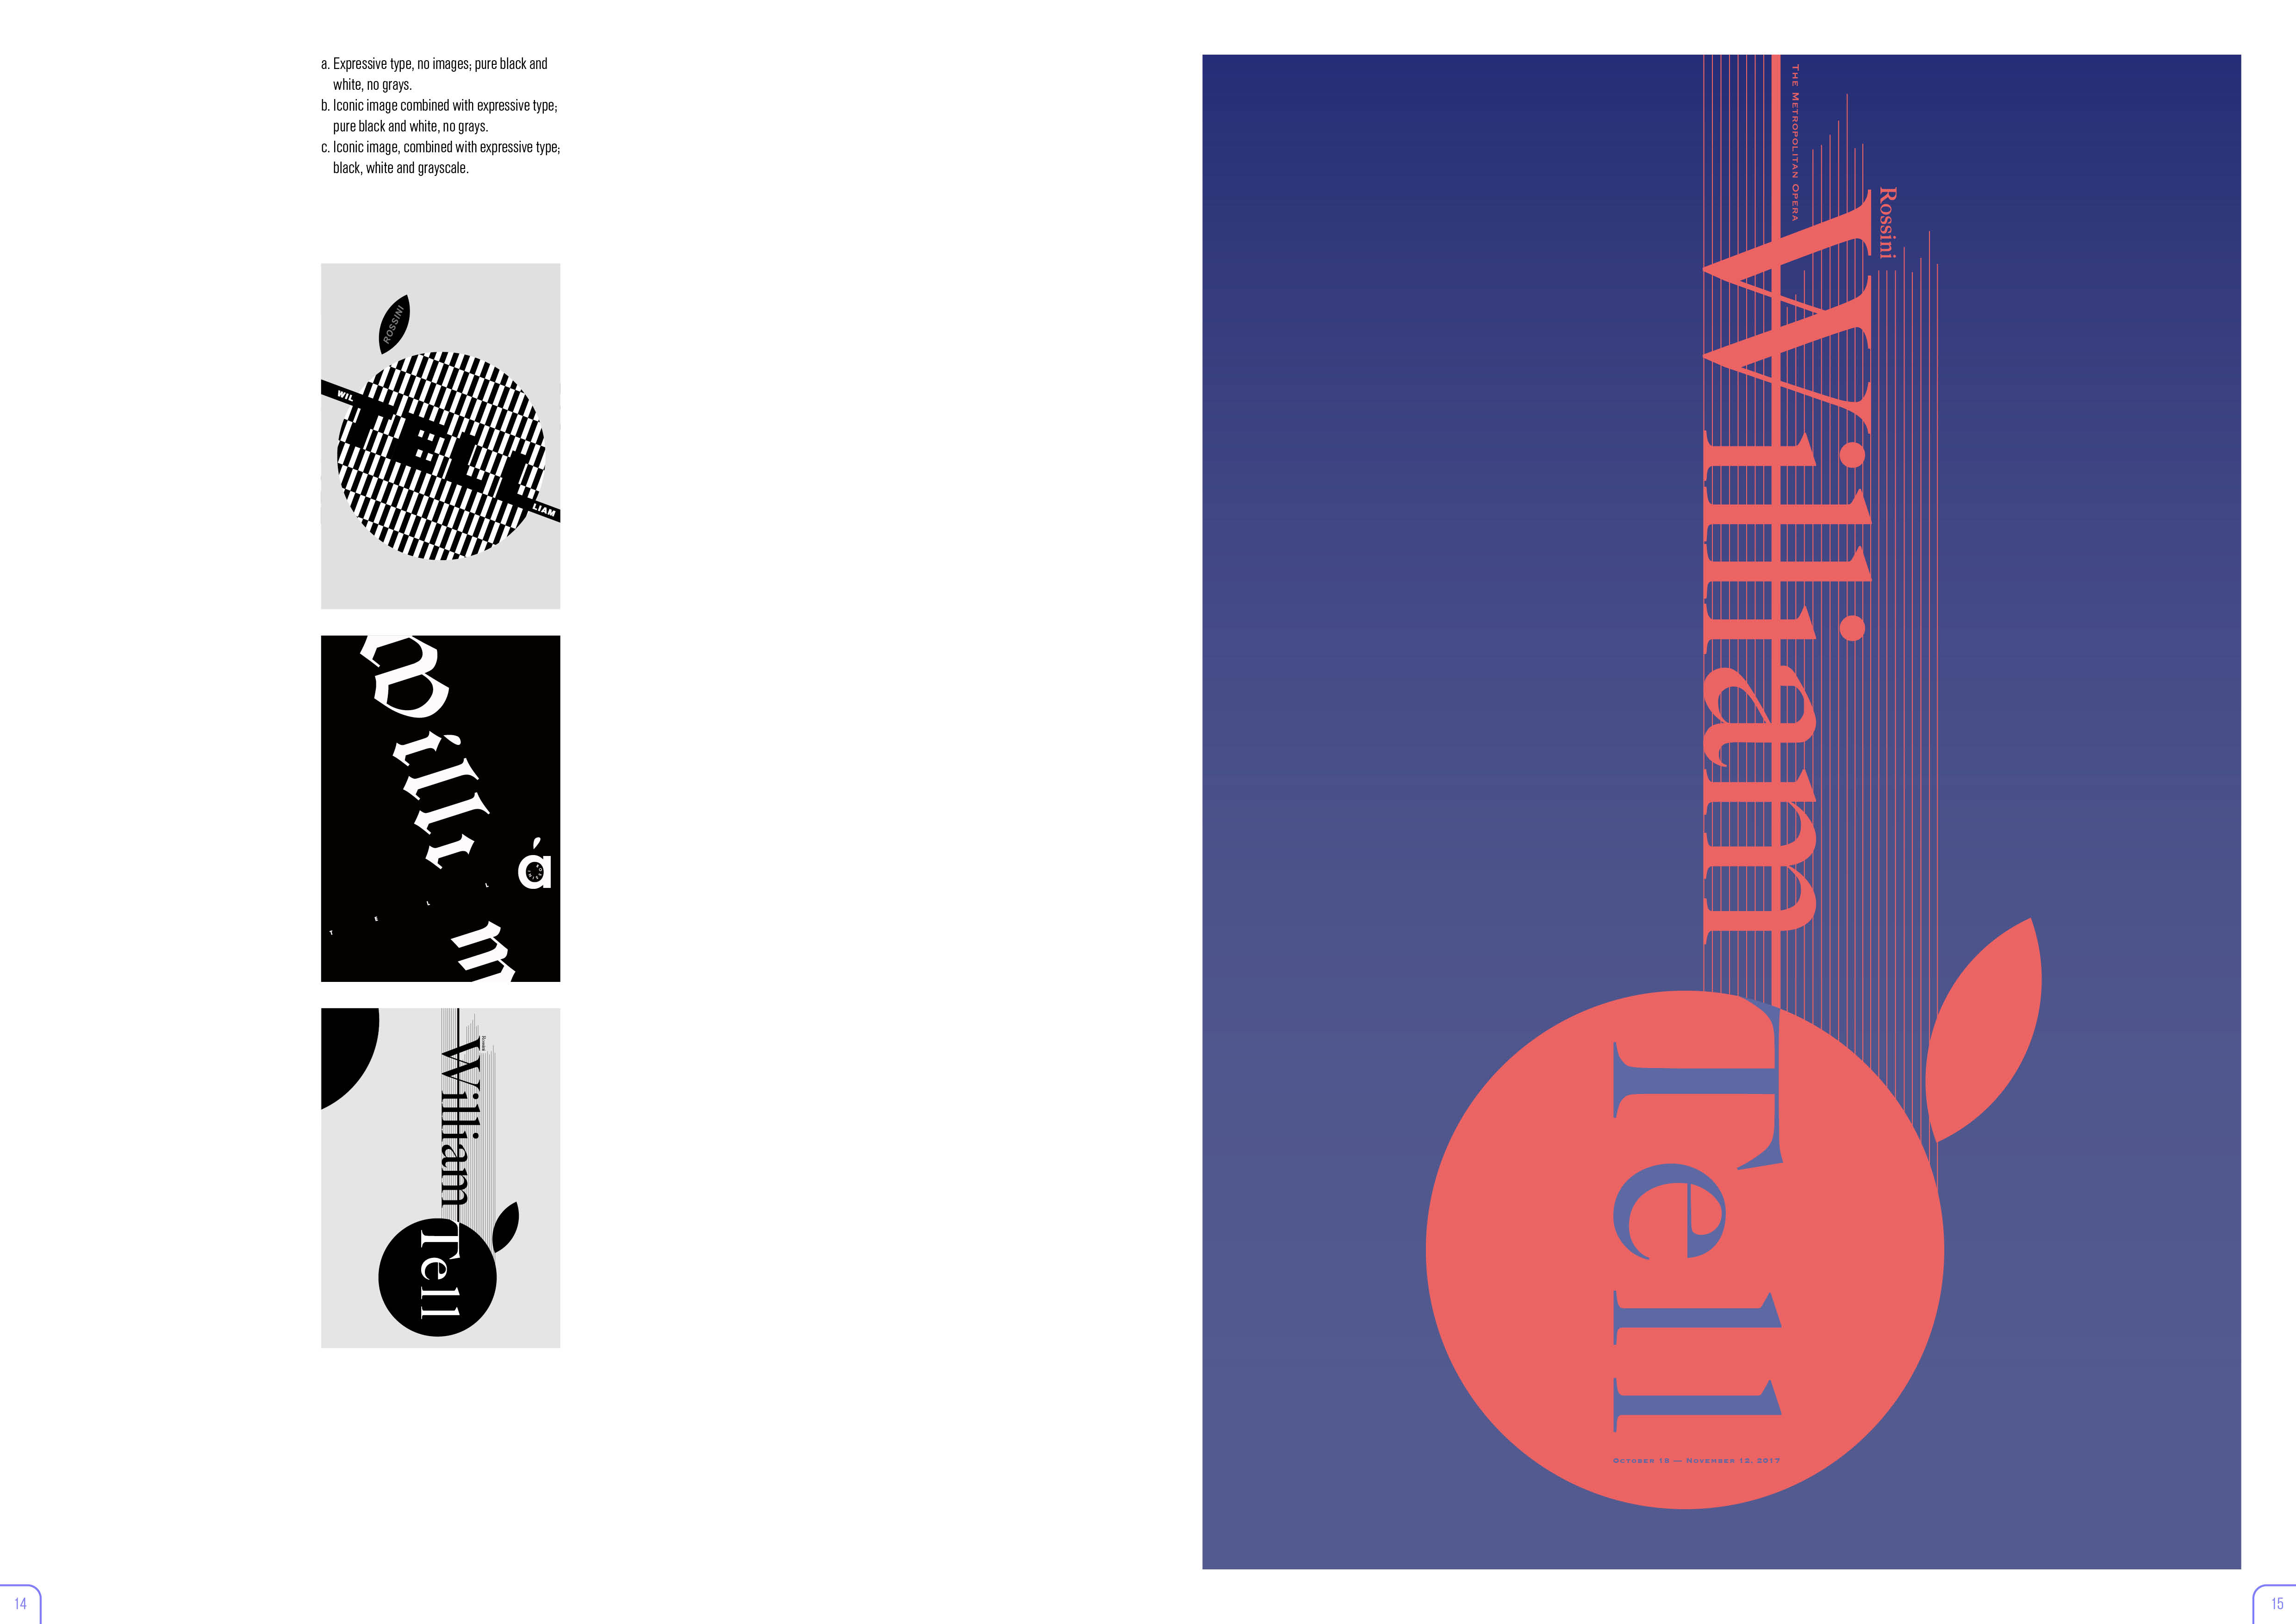 a. Expressive type, no images; pure black and
white, no grays.
b. Iconic image combined with expressive type;
pure black and white, no grays.
c. Iconic image, combined with expressive type;
black, white and grayscale.
ROSSINI
WIL
Tell
LIAM
Willi
a
m
Rossini
William
Tell
THE METROPOLITAN OPERA
Rossini
William
Tell
OCTOBER 18 — NOVEMBER 12, 2017
14
15